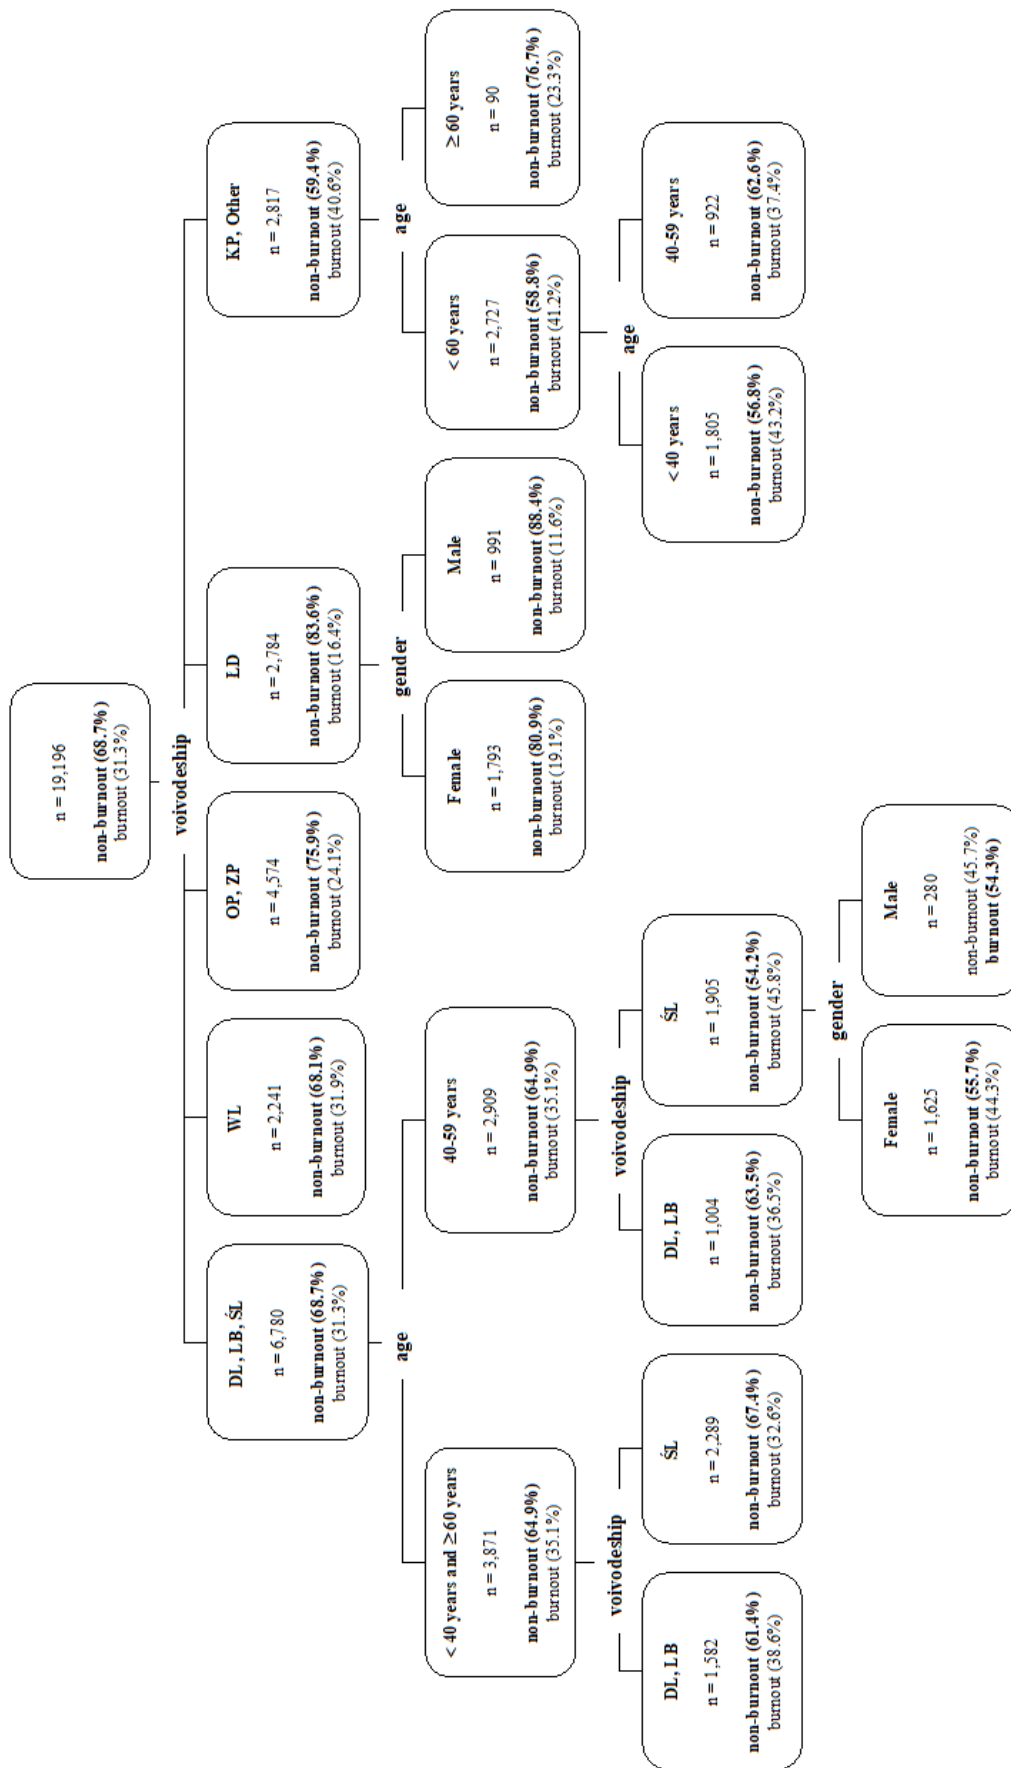 n = 19,196
non-burnout (68.7%)
burnout (31.3%)
voivodeship
DL, LB, ŚL
n = 6,780
non-burnout (68.7%)
burnout (31.3%)
WL
n = 2,241
non-burnout (68.1%)
burnout (31.9%)
OP, ZP
n = 4,574
non-burnout (75.9%)
burnout (24.1%)
LD
n = 2,784
non-burnout (83.6%)
burnout (16.4%)
KP, Other
n = 2,817
non-burnout (59.4%)
burnout (40.6%)
age
gender
age
< 40 years and ≥60 years
n = 3,871
non-burnout (64.9%)
burnout (35.1%)
40-59 years
n = 2,909
non-burnout (64.9%)
burnout (35.1%)
Female
n = 1,793
non-burnout (80.9%)
burnout (19.1%)
Male
n = 991
non-burnout (88.4%)
burnout (11.6%)
< 60 years
n = 2,727
non-burnout (58.8%)
burnout (41.2%)
≥ 60 years
n = 90
non-burnout (76.7%)
burnout (23.3%)
voivodeship
voivodeship
age
DL, LB
n = 1,582
non-burnout (61.4%)
burnout (38.6%)
ŚL
n = 2,289
non-burnout (67.4%)
burnout (32.6%)
DL, LB
n = 1,004
non-burnout (63.5%)
burnout (36.5%)
ŚL
n = 1,905
non-burnout (54.2%)
burnout (45.8%)
< 40 years
n = 1,805
non-burnout (56.8%)
burnout (43.2%)
40-59 years
n = 922
non-burnout (62.6%)
burnout (37.4%)
gender
Female
n = 1,625
non-burnout (55.7%)
burnout (44.3%)
Male
n = 280
non-burnout (45.7%)
burnout (54.3%)